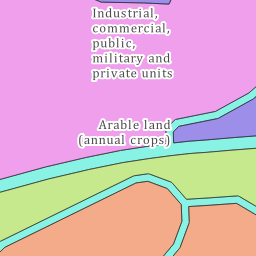 Industrial,
commercial,
public,
military and
private units
Arable land
(annual crops)